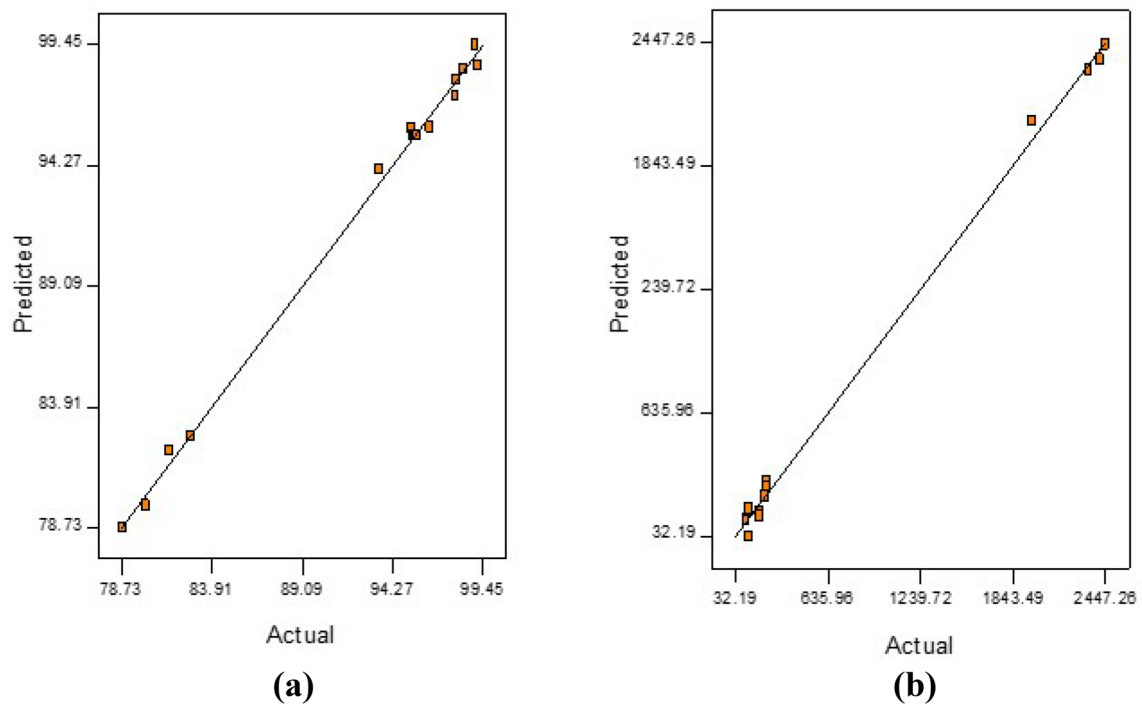 99.45
94.27
89.09
83.91
78.73
Predicted
78.73 83.91 89.09 94.27 99.45
Actual
(a)
2447.26
1843.49
239.72
635.96
32.19
Predicted
32.19 635.96 1239.72 1843.49 2447.26
Actual
(b)